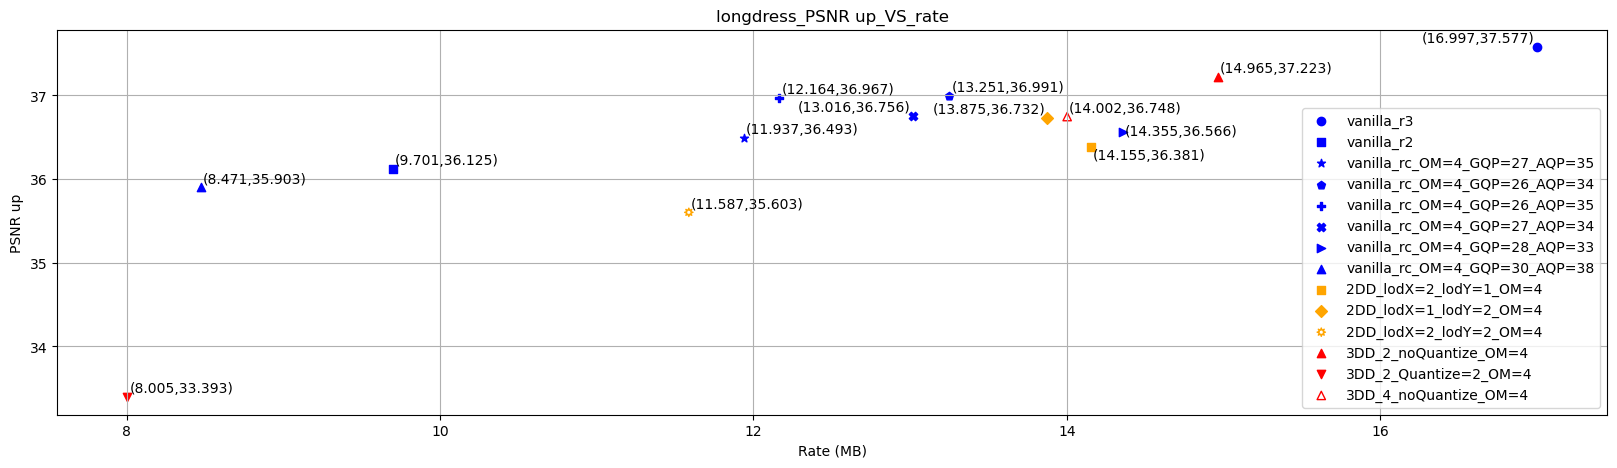 longdress_PSNR up_VS_rate
(16.997,37.577)
(14.965,37.223)
(12.164,36.967)
(13.251,36.991)
(13.016,36.756)
(13.875,36.732)
(14.002,36.748)
(11.937,36.493)
(14.355,36.566)
(14.155,36.381)
(9.701,36.125)
(8.471,35.903)
(11.587,35.603)
(8.005,33.393)
PSNR up
37
36
35
34
8
10
12
14
16
Rate (MB)
vanilla_r3
vanilla_r2
vanilla_rc_OM=4_GQP=27_AQP=35
vanilla_rc_OM=4_GQP=26_AQP=34
vanilla_rc_OM=4_GQP=26_AQP=35
vanilla_rc_OM=4_GQP=27_AQP=34
vanilla_rc_OM=4_GQP=28_AQP=33
vanilla_rc_OM=4_GQP=30_AQP=38
2DD_lodX=2_lodY=1_OM=4
2DD_lodX=1_lodY=2_OM=4
2DD_lodX=2_lodY=2_OM=4
3DD_2_noQuantize_OM=4
3DD_2_Quantize=2_OM=4
3DD_4_noQuantize_OM=4